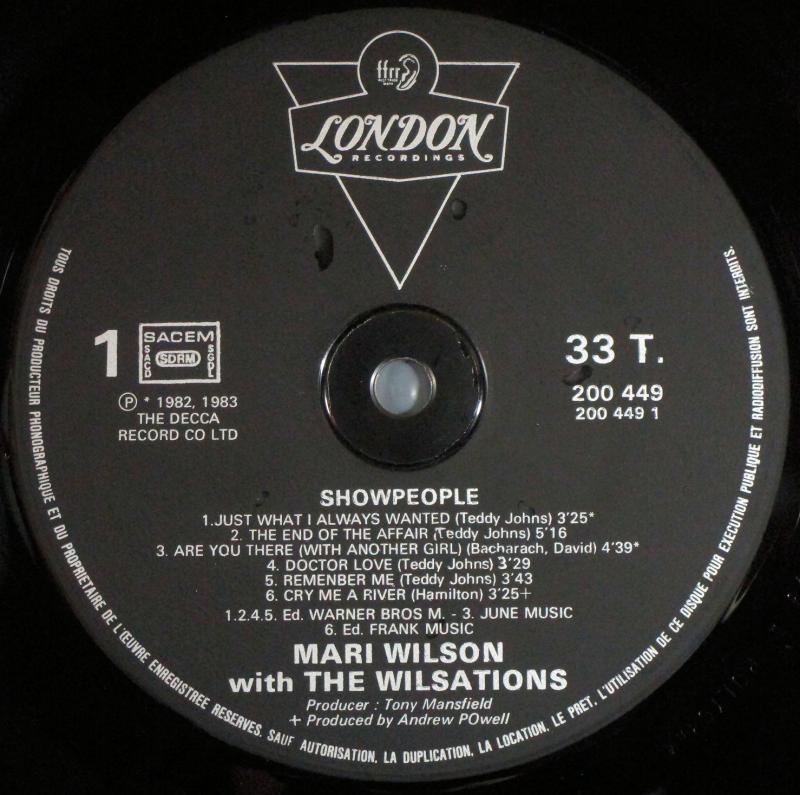 ffrr
LONDON
RECORDINGS
1
SACEM
SACD
SDRM
SGDL
℗ * 1982, 1983
THE DECCA
RECORD CO LTD
33 T.
200 449
200 449 1
SHOWPEOPLE
1.JUST WHAT I ALWAYS WANTED (Teddy Johns) 3'25*
2. THE END OF THE AFFAIR (Teddy Johns) 5'16
3. ARE YOU THERE (WITH ANOTHER GIRL) (Bacharach, David) 4'39*
4. DOCTOR LOVE (Teddy Johns) 3'29
5. REMENBER ME (Teddy Johns) 3'43
6. CRY ME A RIVER (Hamilton) 3'25+
1.2.4.5. Ed. WARNER BROS M. - 3. JUNE MUSIC
6. Ed. FRANK MUSIC
MARI WILSON
with THE WILSATIONS
Producer : Tony Mansfield
+ Produced by Andrew POwell
TOUS DROITS DU PRODUCTEUR PHONOGRAPHIQUE ET DU PROPRIETAIRE DE L'ŒUVRE ENREGISTREE RESERVES. SAUF AUTORISATION, LA DUPLICATION, LA LOCATION, LE PRET, L'UTILISATION DE CE DISQUE POUR EXECUTION PUBLIQUE ET RADIODIFFUSION SONT INTERDITS.